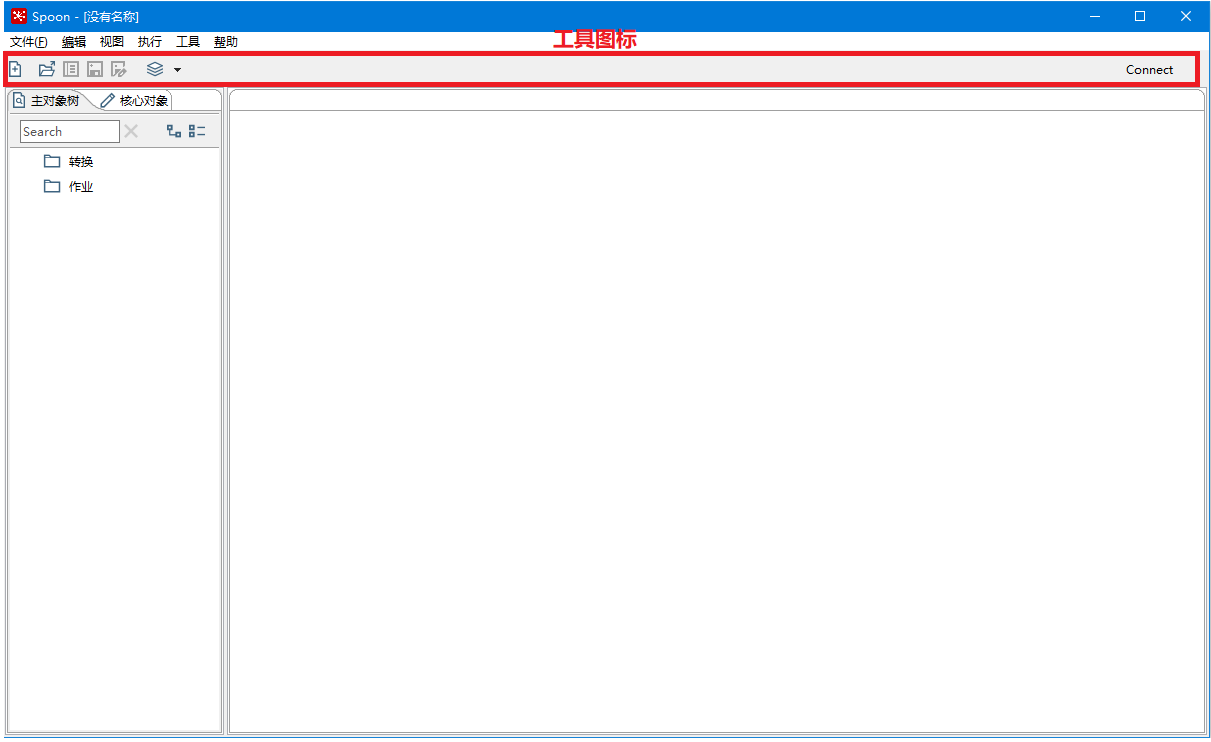 Spoon - [没有名称]
文件(F) 编辑 视图 执行 工具 帮助
工具图标
Connect
主对象树 核心对象
Search
转换
作业